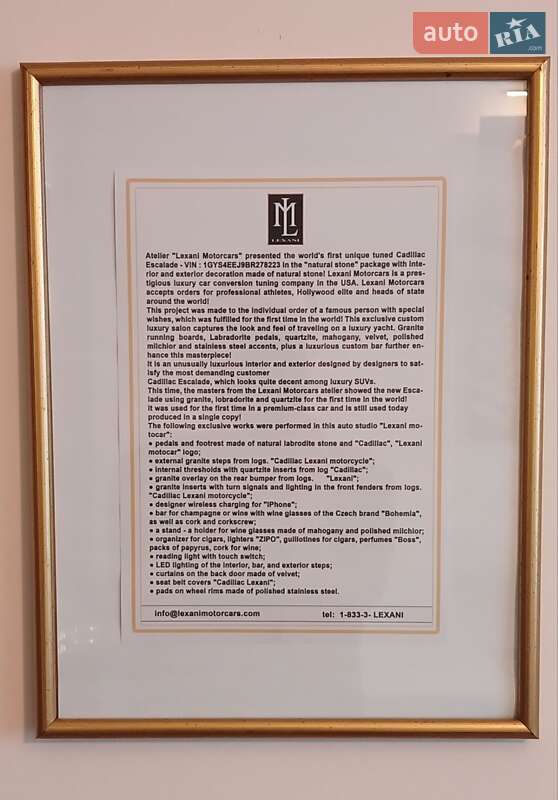 auto RIA .com
LM
LEXANI
Atelier "Lexani Motorcars" presented the world's first unique tuned Cadillac
Escalade - VIN : 1GYS4EEJ9BR278223 in the "natural stone" package with inte-
rior and exterior decoration made of natural stone! Lexani Motorcars is a pres-
tigious luxury car conversion tuning company in the USA. Lexani Motorcars
accepts orders for professional athletes, Hollywood elite and heads of state
around the world!
This project was made to the individual order of a famous person with special
wishes, which was fulfilled for the first time in the world! This exclusive custom
luxury salon captures the look and feel of traveling on a luxury yacht. Granite
running boards, Labradorite pedals, quartzite, mahogany, velvet, polished
milchior and stainless steel accents, plus a luxurious custom bar further en-
hance this masterpiece!
It is an unusually luxurious interior and exterior designed by designers to sat-
isfy the most demanding customer
Cadillac Escalade, which looks quite decent among luxury SUVs.
This time, the masters from the Lexani Motorcars atelier showed the new Esca-
lade using granite, lobradorite and quartzite for the first time in the world!
It was used for the first time in a premium-class car and is still used today
produced in a single copy!
The following exclusive works were performed in this auto studio "Lexani mo-
tocar":
● pedals and footrest made of natural labrodite stone and "Cadillac", "Lexani
motocar" logo;
● external granite steps from logs. "Cadillac Lexani motorcycle";
● internal thresholds with quartzite inserts from log "Cadillac";
● granite overlay on the rear bumper from logs. "Lexani";
● granite inserts with turn signals and lighting in the front fenders from logs.
"Cadillac Lexani motorcycle";
● designer wireless charging for "iPhone";
● bar for champagne or wine with wine glasses of the Czech brand "Bohemia",
as well as cork and corkscrew;
● a stand - a holder for wine glasses made of mahogany and polished milchior;
● organizer for cigars, lighters "ZIPO", guillotines for cigars, perfumes "Boss",
packs of papyrus, cork for wine;
● reading light with touch switch;
● LED lighting of the interior, bar, and exterior steps;
● curtains on the back door made of velvet;
● seat belt covers "Cadillac Lexani";
● pads on wheel rims made of polished stainless steel.
info@lexanimotorcars.com tel: 1-833-3- LEXANI